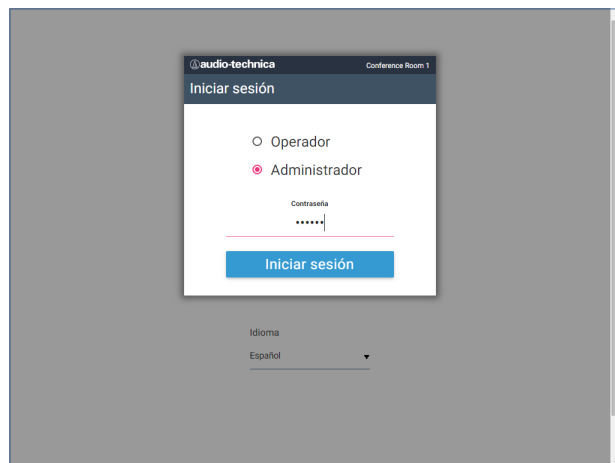 audio-technica
Conference Room 1
Iniciar sesión
Operador
Administrador
Contraseña
••••••
Iniciar sesión
Idioma
Español